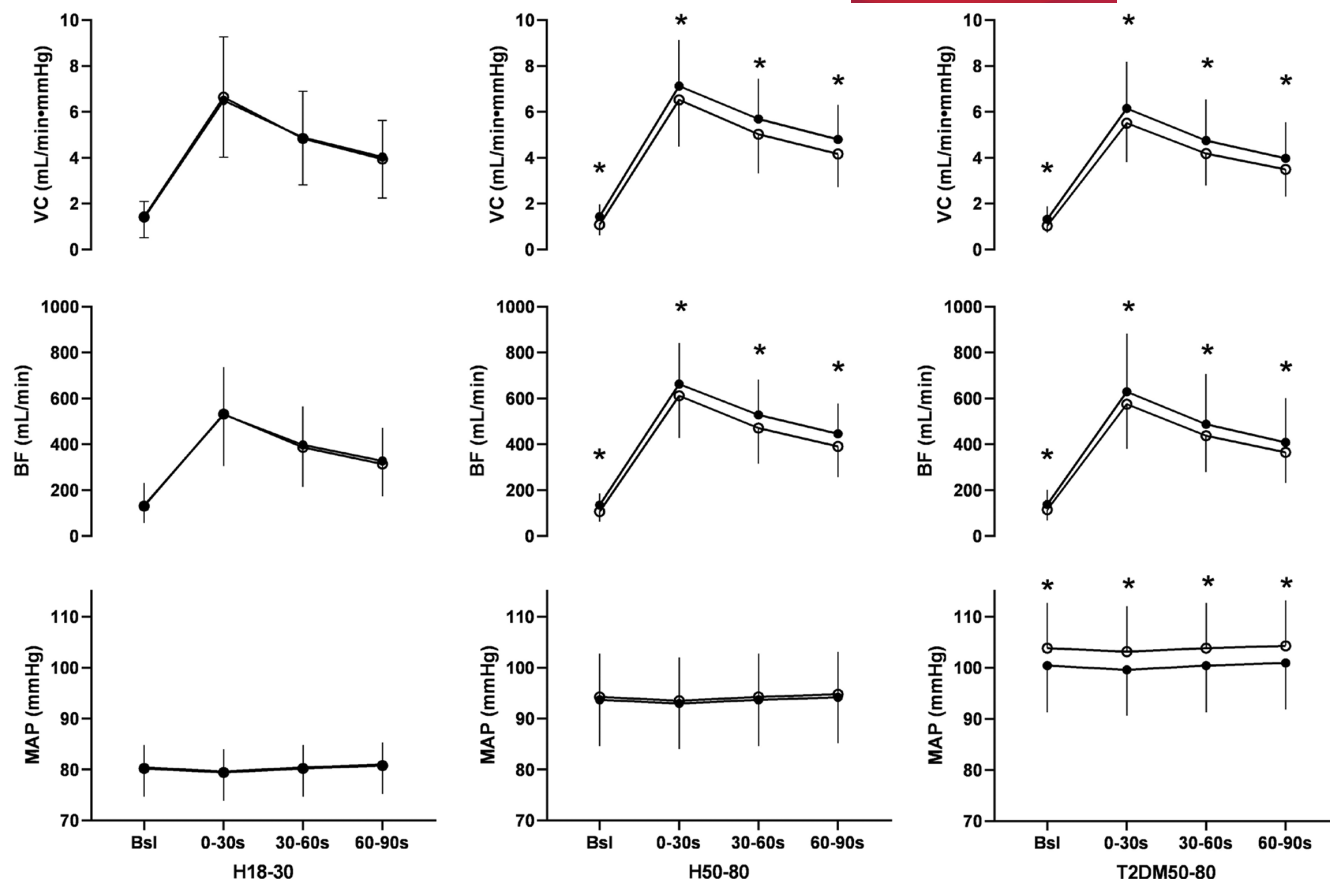 10
8
6
4
2
0
VC (mL/min•mmHg)
10
8
6
4
2
0
VC (mL/min•mmHg)
* * * *
10
8
6
4
2
0
VC (mL/min•mmHg)
* * * *
1000
800
600
400
200
0
BF (mL/min)
1000
800
600
400
200
0
BF (mL/min)
* * * *
1000
800
600
400
200
0
BF (mL/min)
* * * *
110
100
90
80
70
MAP (mmHg)
Bsl 0-30s 30-60s 60-90s
H18-30
110
100
90
80
70
MAP (mmHg)
Bsl 0-30s 30-60s 60-90s
H50-80
110
100
90
80
70
MAP (mmHg)
* * * *
Bsl 0-30s 30-60s 60-90s
T2DM50-80